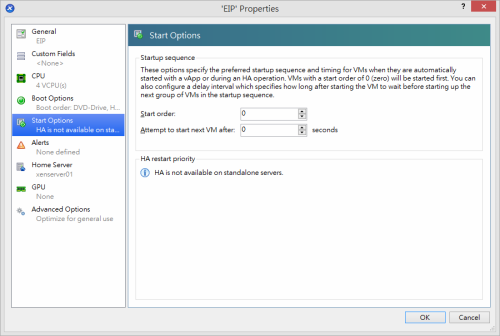 'EIP' Properties
?
General
EIP
Custom Fields
<None>
CPU
4 VCPU(s)
Boot Options
Boot order: DVD-Drive, H...
Start Options
HA is not available on sta...
Alerts
None defined
Home Server
xenserver01
GPU
None
Advanced Options
Optimize for general use
Start Options
Startup sequence
These options specify the preferred startup sequence and timing for VMs when they are automatically
started with a vApp or during an HA operation. VMs with a start order of 0 (zero) will be started first. You can
also configure a delay interval which specifies how long after starting the VM to wait before starting up the
next group of VMs in the startup sequence.
Start order: 0
Attempt to start next VM after: 0 seconds
HA restart priority
HA is not available on standalone servers.
OK Cancel